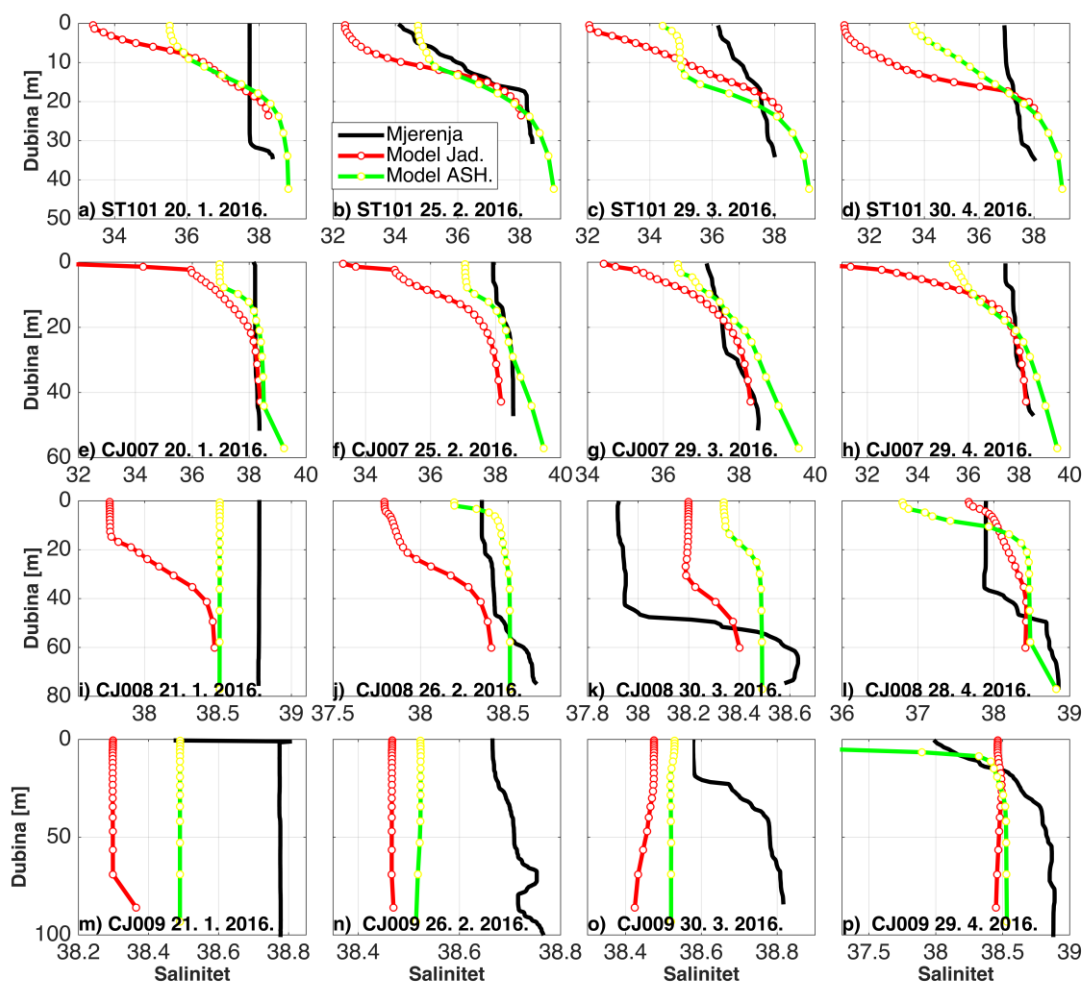 0
10
20
30
40
50
Dubina [m]
a) ST101 20. 1. 2016.
34 36 38
b) ST101 25. 2. 2016.
34 36 38
c) ST101 29. 3. 2016.
32 34 36 38
d) ST101 30. 4. 2016.
32 34 36 38
Mjerenja
Model Jad.
Model ASH.
0
20
40
60
Dubina [m]
e) CJ007 20. 1. 2016.
32 34 36 38 40
f) CJ007 25. 2. 2016.
34 36 38 40
g) CJ007 29. 3. 2016.
36 38 40
h) CJ007 29. 4. 2016.
32 34 36 38 40
0
20
40
60
80
Dubina [m]
i) CJ008 21. 1. 2016.
38 38.5 39
j) CJ008 26. 2. 2016.
37.5 38 38.5
k) CJ008 30. 3. 2016.
37.8 38 38.2 38.4 38.6
l) CJ008 28. 4. 2016.
36 37 38 39
0
50
100
Dubina [m]
m) CJ009 21. 1. 2016.
38.2 38.4 38.6 38.8
Salinitet
n) CJ009 26. 2. 2016.
38.4 38.6 38.8
Salinitet
o) CJ009 30. 3. 2016.
38.4 38.6 38.8
Salinitet
p) CJ009 29. 4. 2016.
37.5 38 38.5 39
Salinitet